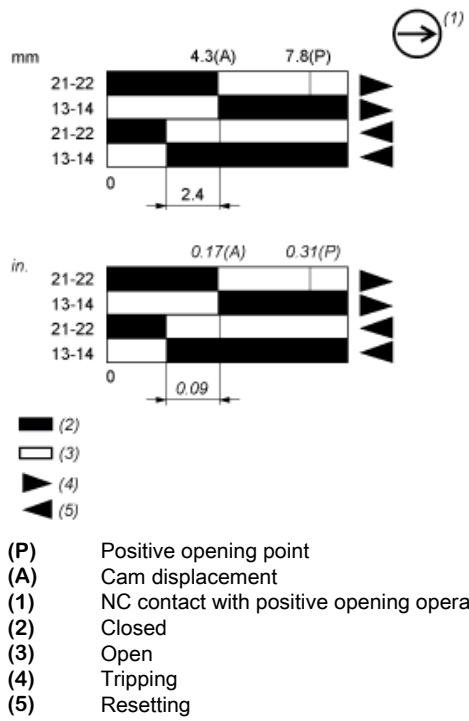 (1)
mm 4.3(A) 7.8(P)
21-22
13-14
21-22
13-14
0
2.4
0.17(A) 0.31(P)
in.
21-22
13-14
21-22
13-14
0
0.09
(2)
(3)
(4)
(5)
(P) Positive opening point
(A) Cam displacement
(1) NC contact with positive opening opera
(2) Closed
(3) Open
(4) Tripping
(5) Resetting